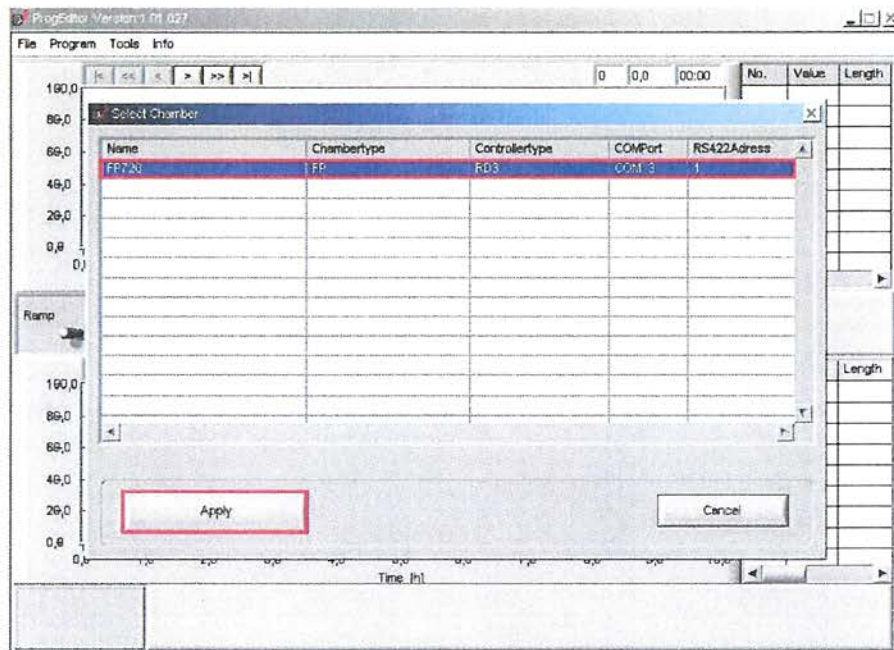 ProgEditor Version:1.01.027
File Program Tools Info
|< << < > >> >| 0 0,0 00:00 No. Value Length
Select Chamber
Name Chambertype Controllertype COMPort RS422Adress
FP720 FP RD3 COM 3 1
100,0
80,0
60,0
40,0
20,0
0,0
0,0
Ramp
Length
100,0
80,0
60,0
40,0
20,0
0,0
Apply Cancel
Time [h]